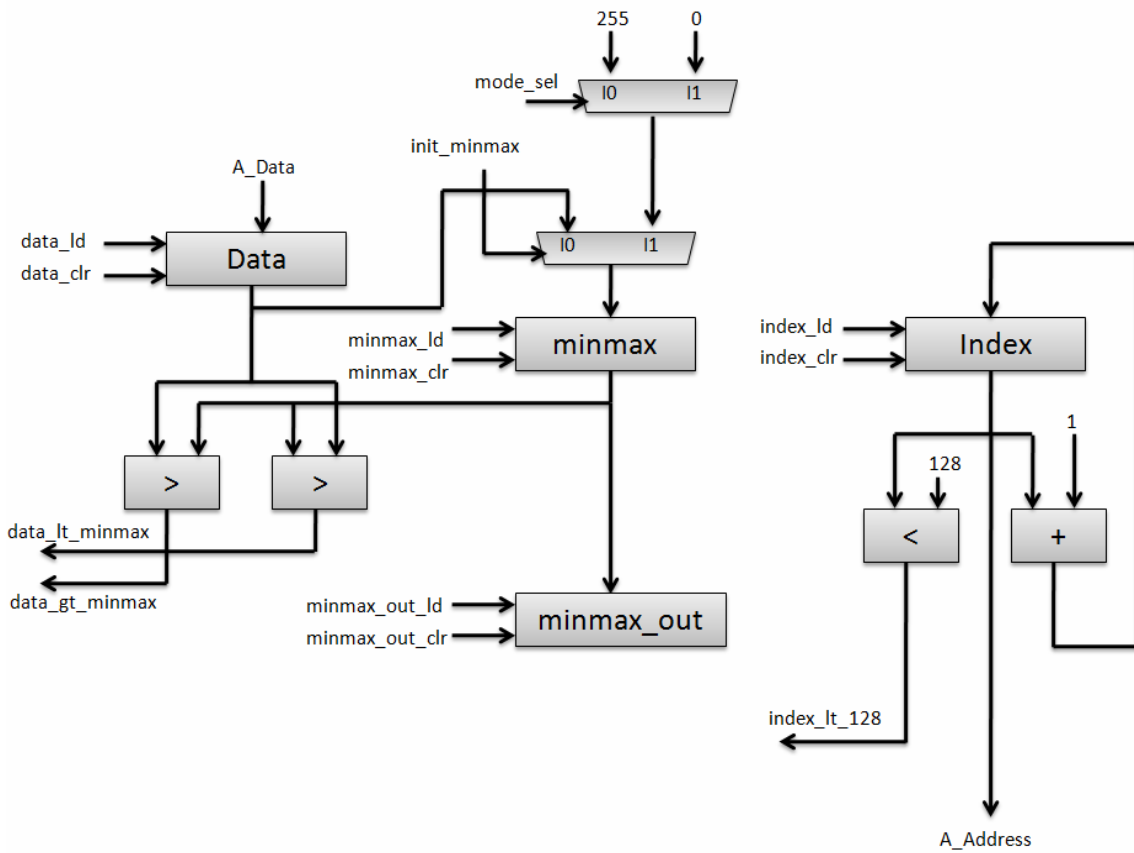 255 0
mode_sel
I0 I1
init_minmax
A_Data
data_ld
data_clr
Data
I0 I1
minmax_ld
minmax_clr
minmax
index_ld
index_clr
Index
1
128
>
>
<
+
data_lt_minmax
data_gt_minmax
minmax_out_ld
minmax_out_clr
minmax_out
index_lt_128
A_Address